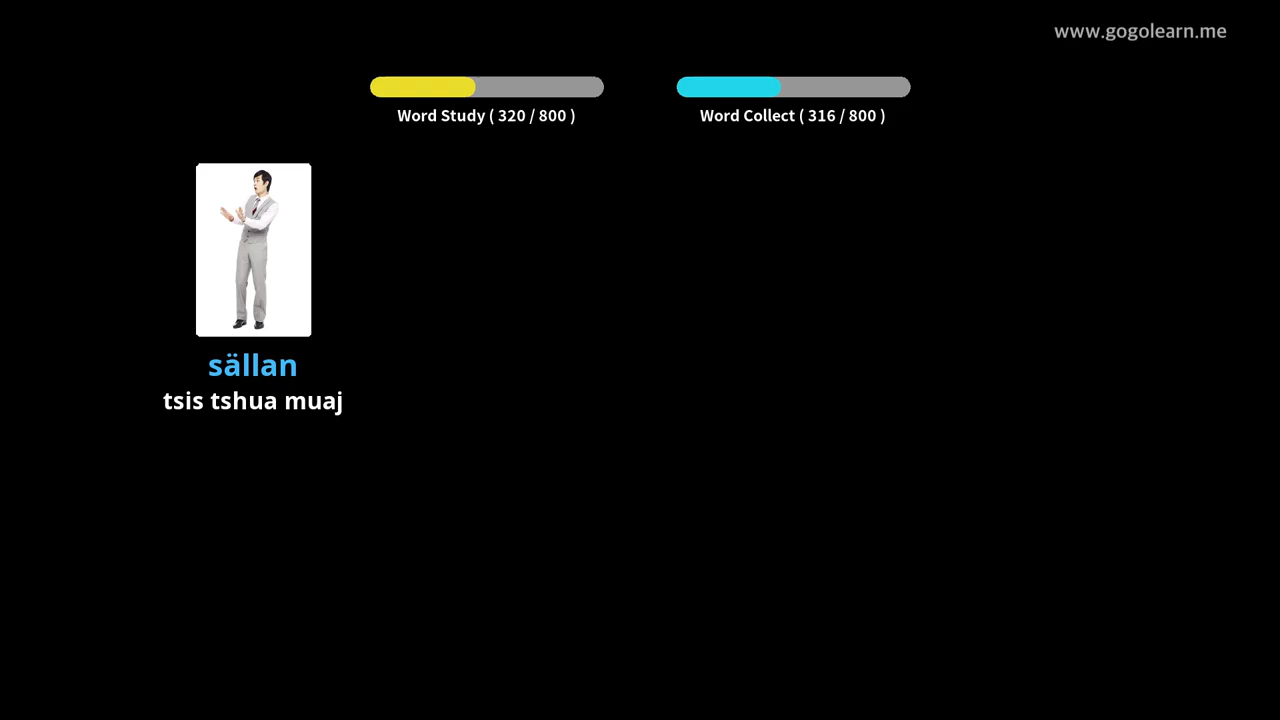 www.gogolearn.me
Word Study ( 320 / 800 )
Word Collect ( 316 / 800 )
sällan
tsis tshua muaj